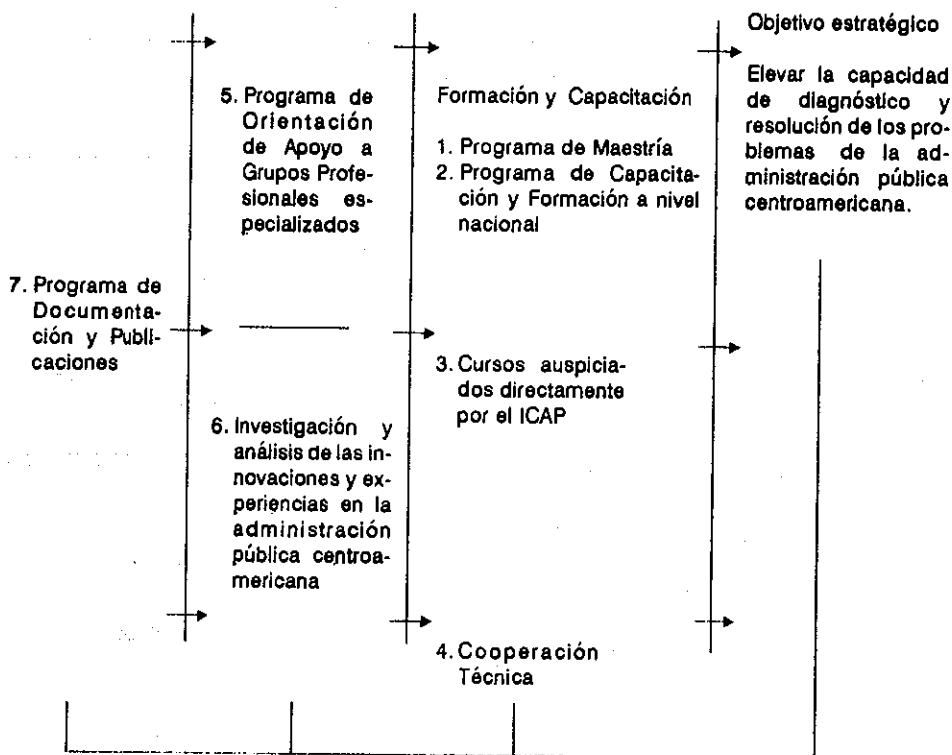 7. Programa de
Documenta-
ción y Publi-
caciones
5. Programa de
Orientación
de Apoyo a
Grupos Profe-
sionales es-
pecializados
6. Investigación y
análisis de las in-
novaciones y ex-
periencias en la
administración
pública centroa-
mericana
Formación y Capacitación
1. Programa de Maestría
2. Programa de Capacita-
ción y Formación a nivel
nacional
3. Cursos auspicia-
dos directamente
por el ICAP
4. Cooperación
Técnica
Objetivo estratégico
Elevar la capacidad
de diagnóstico y
resolución de los pro-
blemas de la ad-
ministración pública
centroamericana.